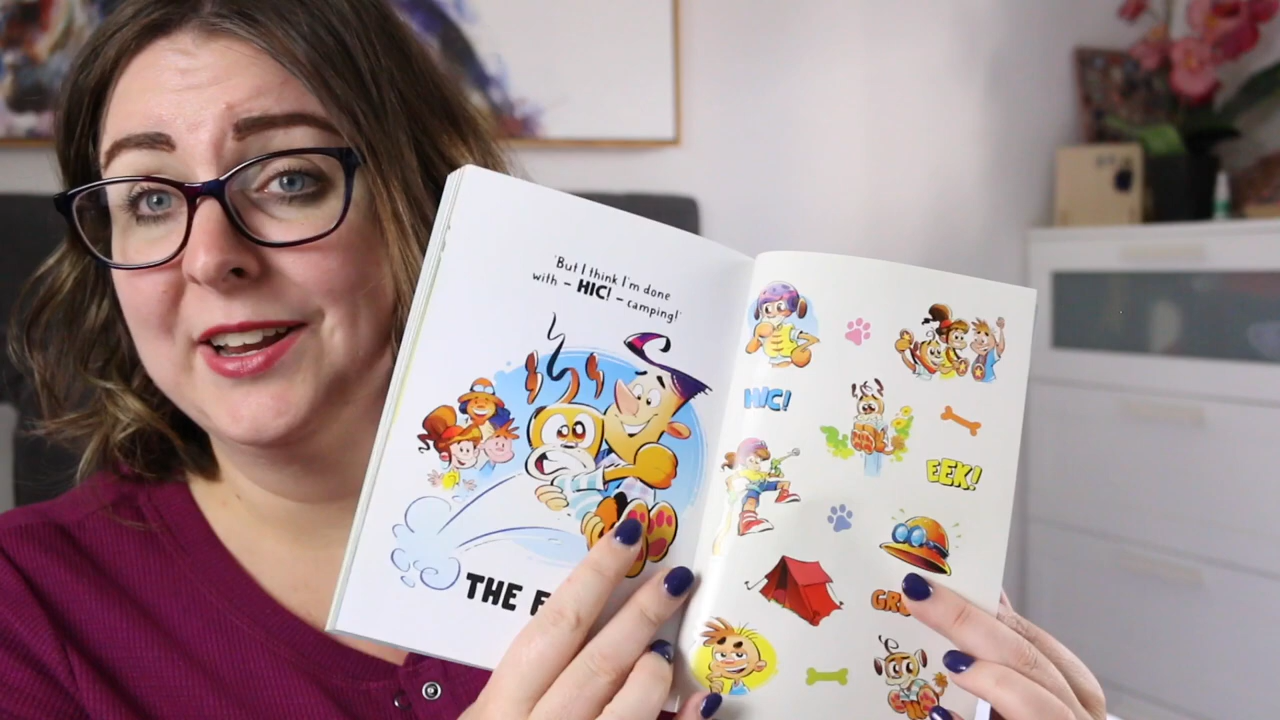 'But I think I'm done
with – HIC! – camping!'
THE
HIC!
EEK!